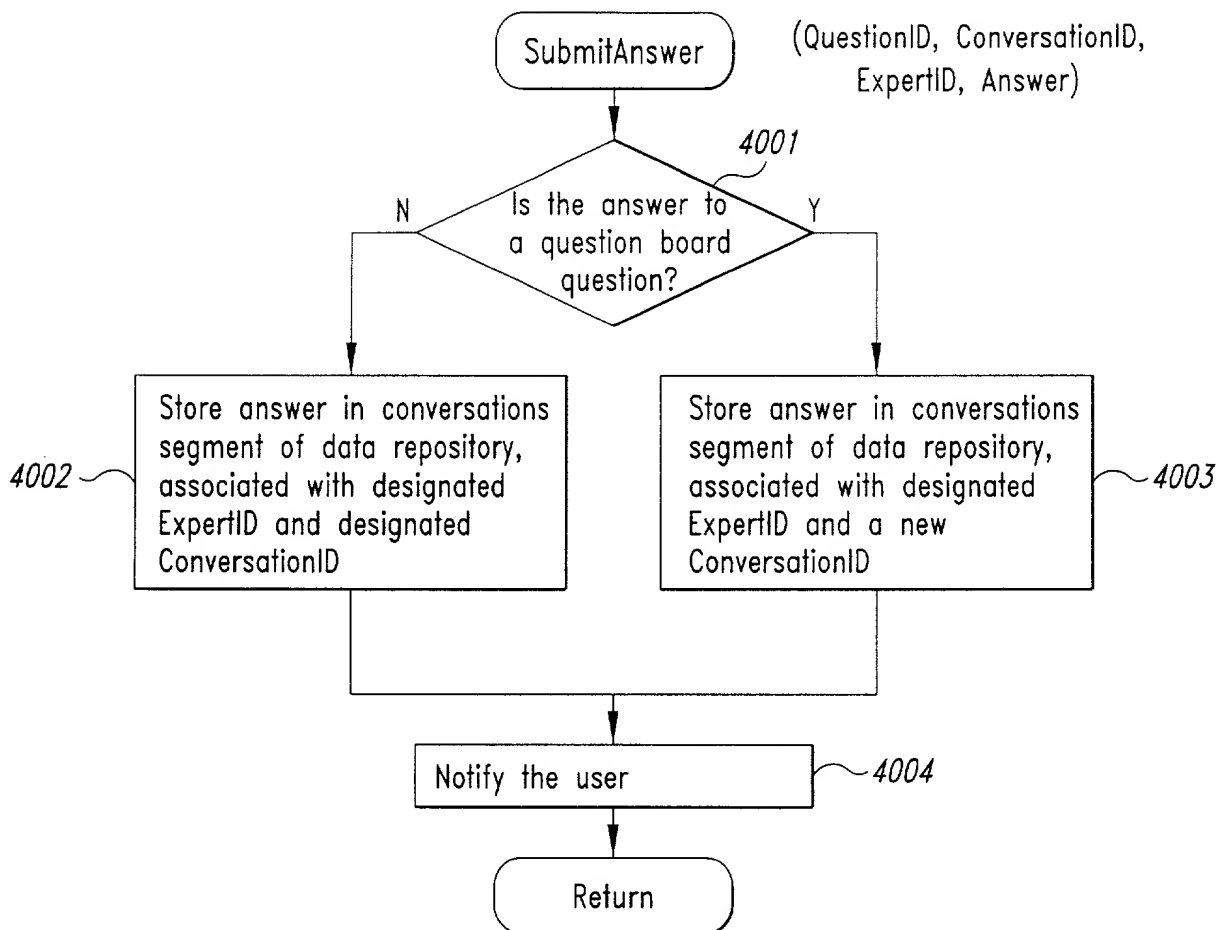 SubmitAnswer
(QuestionID, ConversationID,
ExpertID, Answer)
4001
Is the answer to
a question board
question?
N
Y
Store answer in conversations
segment of data repository,
associated with designated
ExpertID and designated
ConversationID
4002
Store answer in conversations
segment of data repository,
associated with designated
ExpertID and a new
ConversationID
4003
Notify the user
4004
Return